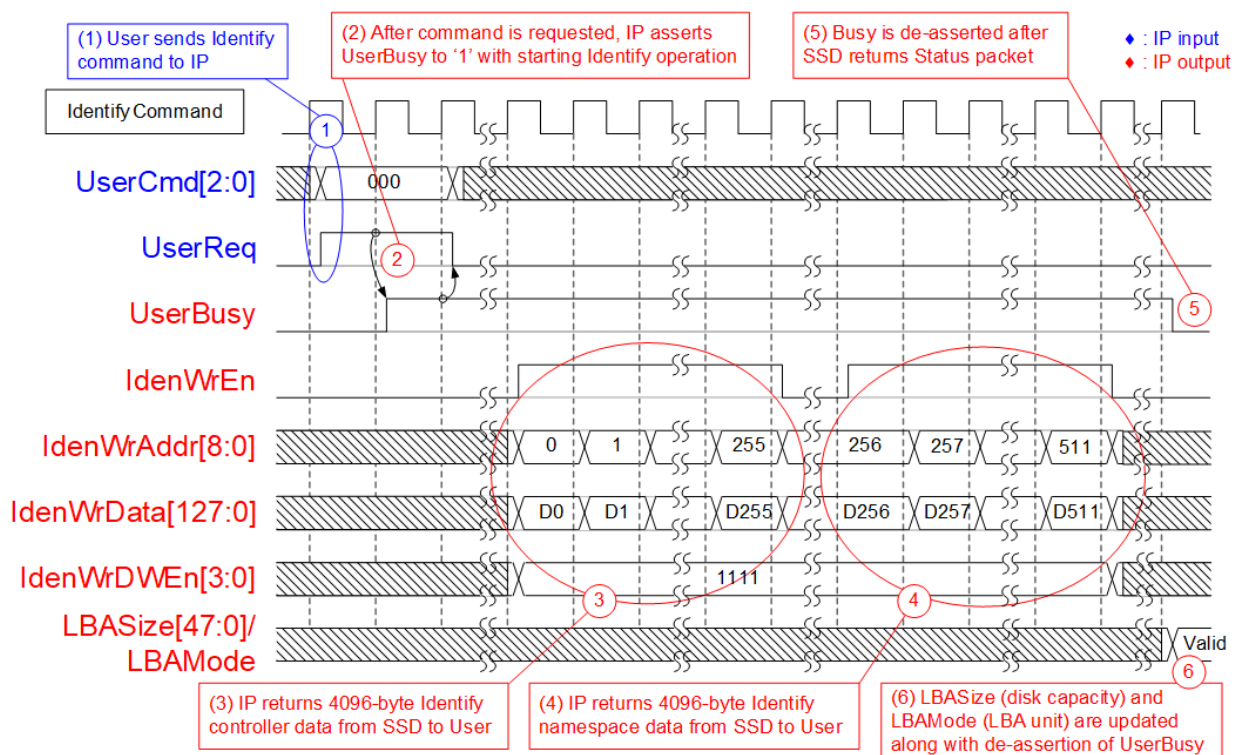 (1) User sends Identify
command to IP
(2) After command is requested, IP asserts
UserBusy to ‘1’ with starting Identify operation
(5) Busy is de-asserted after
SSD returns Status packet
♦ : IP input
♦ : IP output
Identify Command
1
UserCmd[2:0]
000
UserReq
2
UserBusy
5
IdenWrEn
IdenWrAddr[8:0]
0 1 255 256 257 511
IdenWrData[127:0]
D0 D1 D255 D256 D257 D511
IdenWrDWEn[3:0]
1111
3 4
LBASize[47:0]/
LBAMode
Valid
6
(3) IP returns 4096-byte Identify
controller data from SSD to User
(4) IP returns 4096-byte Identify
namespace data from SSD to User
(6) LBASize (disk capacity) and
LBAMode (LBA unit) are updated
along with de-assertion of UserBusy